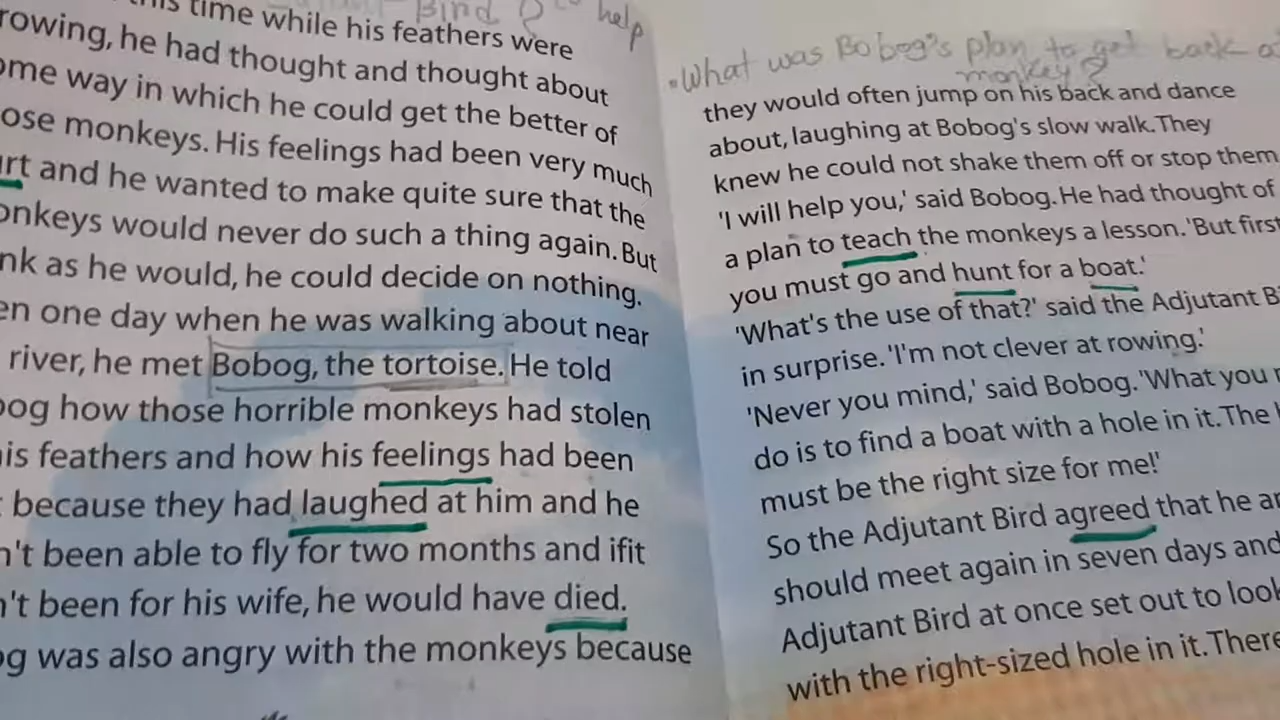 Bird ? to help
this time while his feathers were
rowing, he had thought and thought about
ome way in which he could get the better of
ose monkeys. His feelings had been very much
urt and he wanted to make quite sure that the
onkeys would never do such a thing again. But
nk as he would, he could decide on nothing.
en one day when he was walking about near
river, he met Bobog, the tortoise. He told
bog how those horrible monkeys had stolen
is feathers and how his feelings had been
because they had laughed at him and he
n't been able to fly for two months and ifit
n't been for his wife, he would have died.
og was also angry with the monkeys because
What was Bobog's plan to get back a
monkey?
they would often jump on his back and dance
about, laughing at Bobog's slow walk. They
knew he could not shake them off or stop them
'I will help you,' said Bobog. He had thought of
a plan to teach the monkeys a lesson. 'But first
you must go and hunt for a boat.'
'What's the use of that?' said the Adjutant B
in surprise. 'I'm not clever at rowing.'
'Never you mind,' said Bobog. 'What you
do is to find a boat with a hole in it. The
must be the right size for me!'
So the Adjutant Bird agreed that he a
should meet again in seven days and
Adjutant Bird at once set out to look
with the right-sized hole in it. There